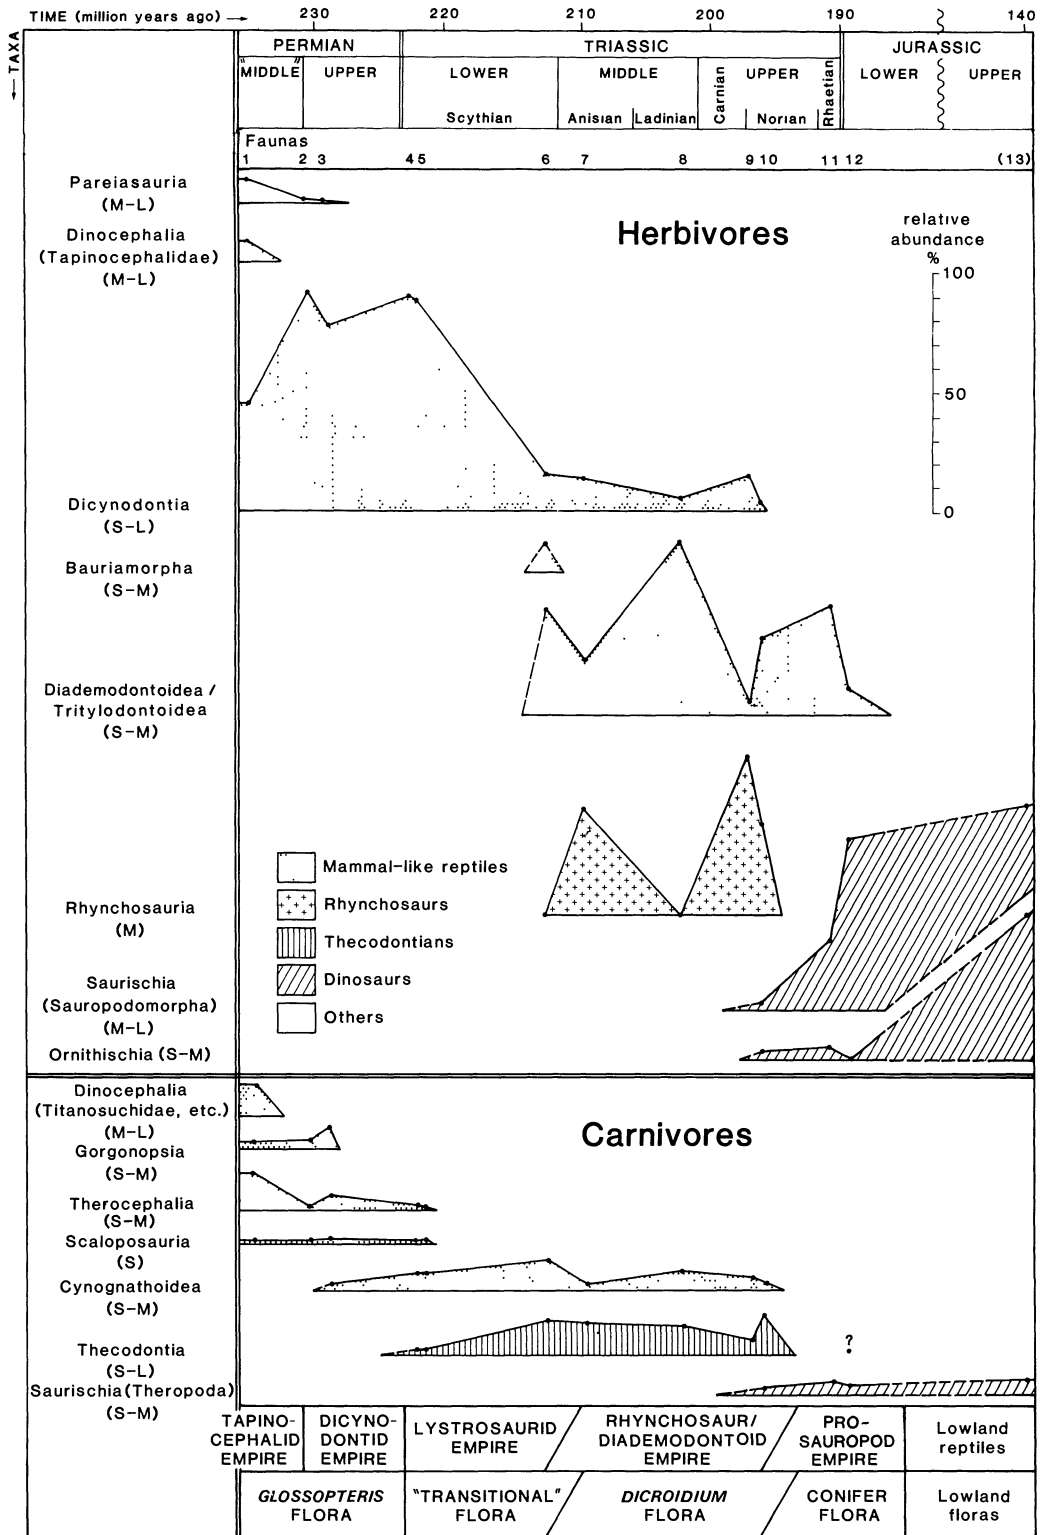 TIME (million years ago) → 230 220 210 200 190 140
←TAXA
PERMIAN TRIASSIC JURASSIC
"MIDDLE" UPPER LOWER MIDDLE UPPER LOWER UPPER
Scythian Anisian Ladinian Carnian Norian Rhaetian
Faunas
1 2 3 4 5 6 7 8 9 10 11 12 (13)
Pareiasauria
(M-L)
Herbivores
relative
abundance
%
100
50
0
Dinocephalia
(Tapinocephalidae)
(M-L)
Dicynodontia
(S-L)
Bauriamorpha
(S-M)
Diademodontoidea /
Tritylodontoidea
(S-M)
Mammal-like reptiles
Rhynchosaurs
Thecodontians
Dinosaurs
Others
Rhynchosauria
(M)
Saurischia
(Sauropodomorpha)
(M-L)
Ornithischia (S-M)
Carnivores
Dinocephalia
(Titanosuchidae, etc.)
(M-L)
Gorgonopsia
(S-M)
Therocephalia
(S-M)
Scaloposauria
(S)
Cynognathoidea
(S-M)
Thecodontia
(S-L)
?
Saurischia (Theropoda)
(S-M)
TAPINO-
CEPHALID
EMPIRE
DICYNO-
DONTID
EMPIRE
LYSTROSAURID
EMPIRE
RHYNCHOSAUR/
DIADEMODONTOID
EMPIRE
PRO-
SAUROPOD
EMPIRE
Lowland
reptiles
GLOSSOPTERIS
FLORA
"TRANSITIONAL"
FLORA
DICROIDIUM
FLORA
CONIFER
FLORA
Lowland
floras